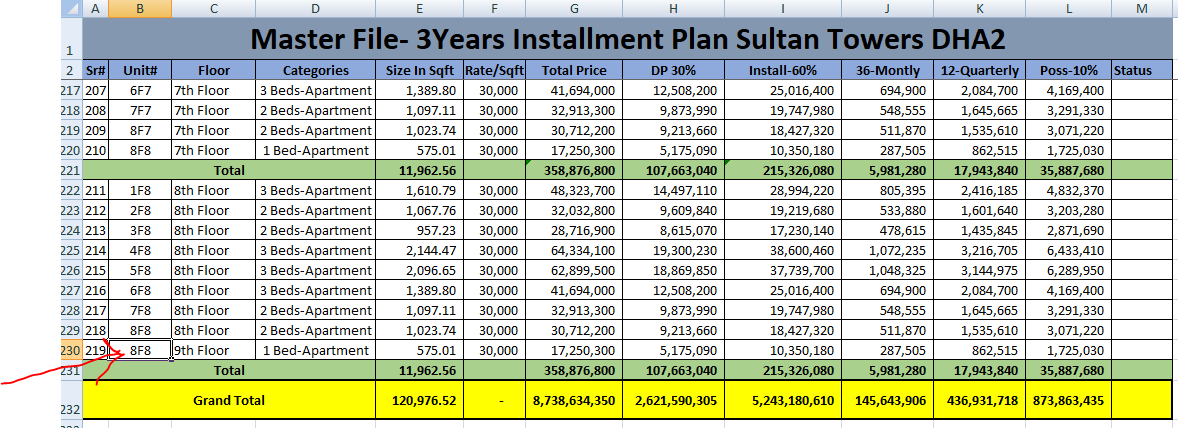 A B C D E F G H I J K L M
1 Master File- 3Years Installment Plan Sultan Towers DHA2
2 Sr# Unit# Floor Categories Size In Sqft Rate/Sqft Total Price DP 30% Install-60% 36-Montly 12-Quarterly Poss-10% Status
217 207 6F7 7th Floor 3 Beds-Apartment 1,389.80 30,000 41,694,000 12,508,200 25,016,400 694,900 2,084,700 4,169,400
218 208 7F7 7th Floor 2 Beds-Apartment 1,097.11 30,000 32,913,300 9,873,990 19,747,980 548,555 1,645,665 3,291,330
219 209 8F7 7th Floor 2 Beds-Apartment 1,023.74 30,000 30,712,200 9,213,660 18,427,320 511,870 1,535,610 3,071,220
220 210 8F8 7th Floor 1 Bed-Apartment 575.01 30,000 17,250,300 5,175,090 10,350,180 287,505 862,515 1,725,030
221 Total 11,962.56 358,876,800 107,663,040 215,326,080 5,981,280 17,943,840 35,887,680
222 211 1F8 8th Floor 3 Beds-Apartment 1,610.79 30,000 48,323,700 14,497,110 28,994,220 805,395 2,416,185 4,832,370
223 212 2F8 8th Floor 2 Beds-Apartment 1,067.76 30,000 32,032,800 9,609,840 19,219,680 533,880 1,601,640 3,203,280
224 213 3F8 8th Floor 2 Beds-Apartment 957.23 30,000 28,716,900 8,615,070 17,230,140 478,615 1,435,845 2,871,690
225 214 4F8 8th Floor 3 Beds-Apartment 2,144.47 30,000 64,334,100 19,300,230 38,600,460 1,072,235 3,216,705 6,433,410
226 215 5F8 8th Floor 3 Beds-Apartment 2,096.65 30,000 62,899,500 18,869,850 37,739,700 1,048,325 3,144,975 6,289,950
227 216 6F8 8th Floor 3 Beds-Apartment 1,389.80 30,000 41,694,000 12,508,200 25,016,400 694,900 2,084,700 4,169,400
228 217 7F8 8th Floor 2 Beds-Apartment 1,097.11 30,000 32,913,300 9,873,990 19,747,980 548,555 1,645,665 3,291,330
229 218 8F8 8th Floor 2 Beds-Apartment 1,023.74 30,000 30,712,200 9,213,660 18,427,320 511,870 1,535,610 3,071,220
230 219 8F8 9th Floor 1 Bed-Apartment 575.01 30,000 17,250,300 5,175,090 10,350,180 287,505 862,515 1,725,030
231 Total 11,962.56 358,876,800 107,663,040 215,326,080 5,981,280 17,943,840 35,887,680
232 Grand Total 120,976.52 - 8,738,634,350 2,621,590,305 5,243,180,610 145,643,906 436,931,718 873,863,435